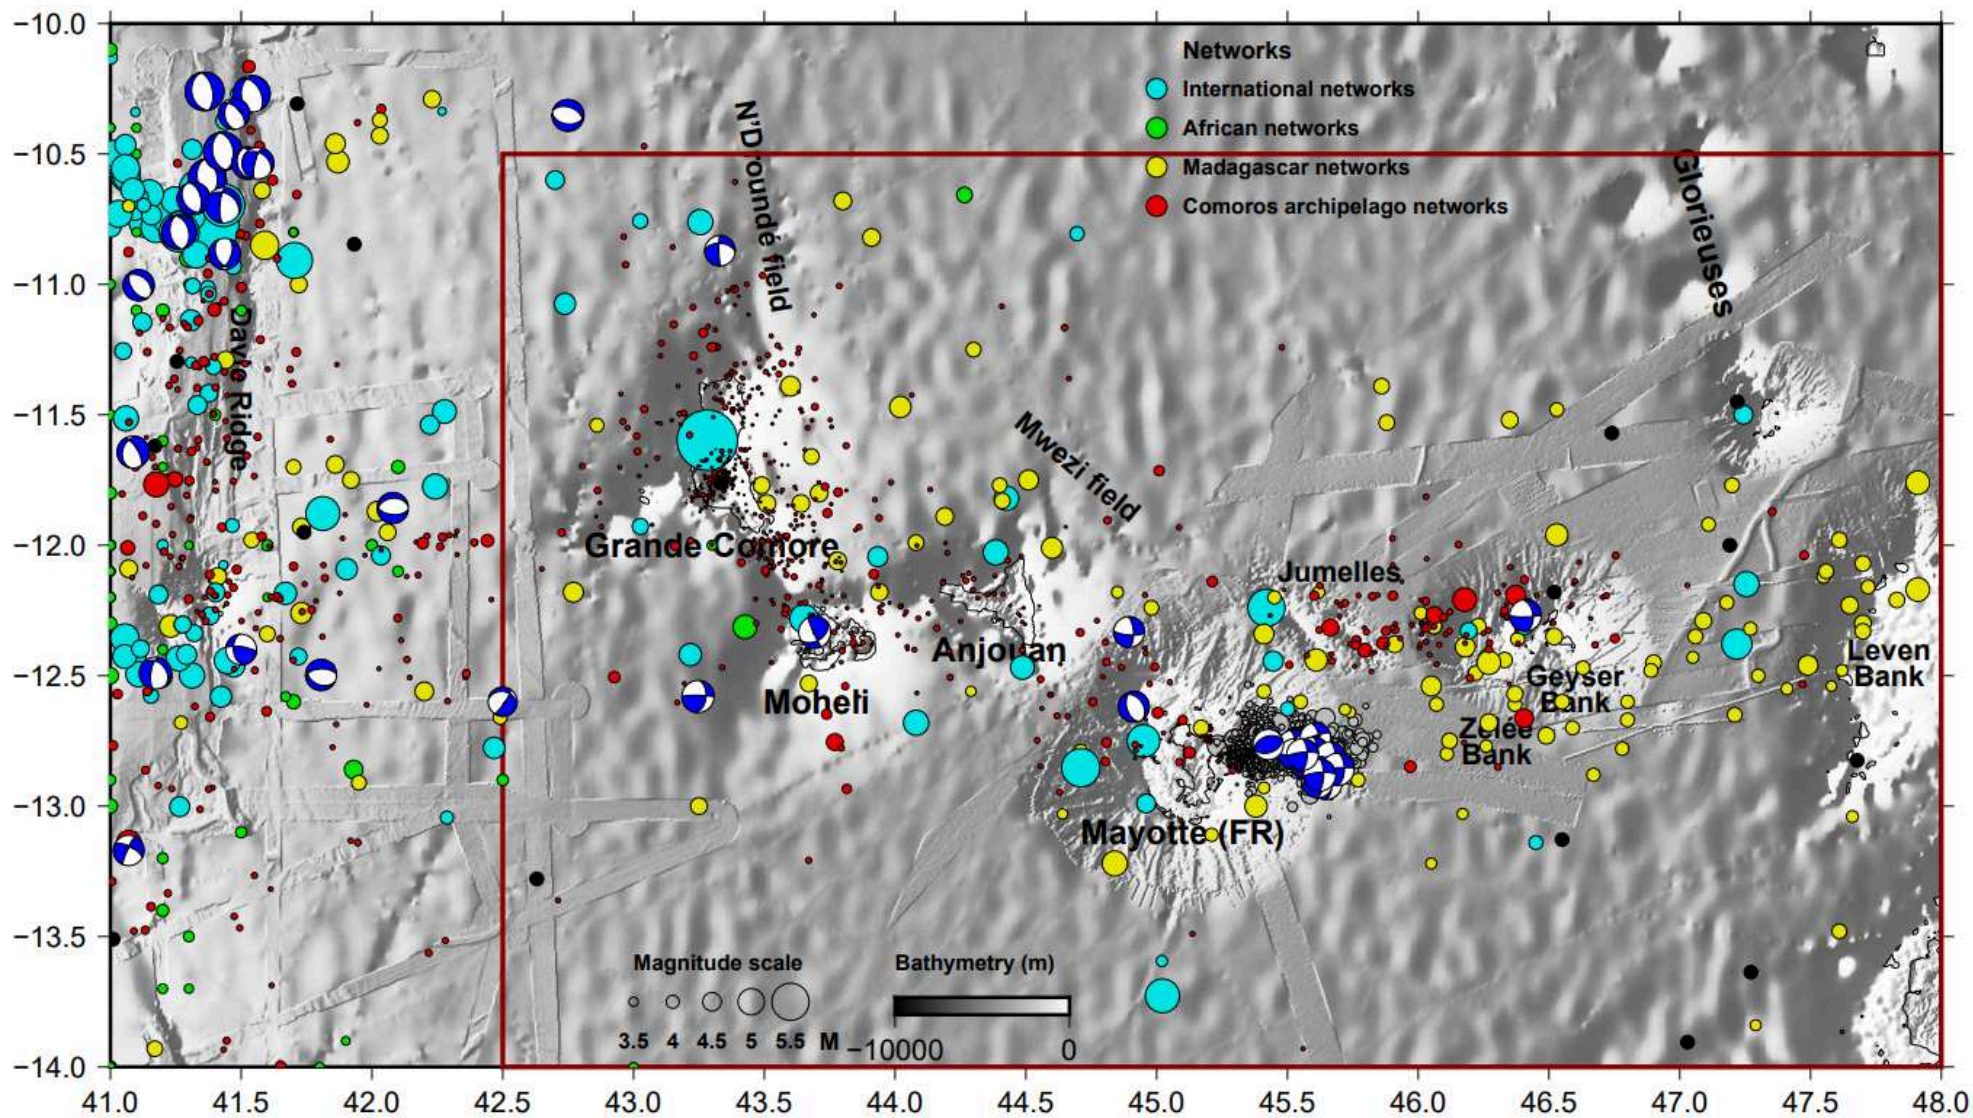 −10.0
−10.5
−11.0
−11.5
−12.0
−12.5
−13.0
−13.5
−14.0
Networks
International networks
African networks
Madagascar networks
Comoros archipelago networks
N'Droundé field
Glorieuses
Davie Ridge
Mwezi field
Grande Comore
Jumelles
Anjouan
Moheli
Geyser
Bank
Zélée
Bank
Leven
Bank
Mayotte (FR)
Magnitude scale
3.5 4 4.5 5 5.5 M
Bathymetry (m)
−10000 0
41.0 41.5 42.0 42.5 43.0 43.5 44.0 44.5 45.0 45.5 46.0 46.5 47.0 47.5 48.0